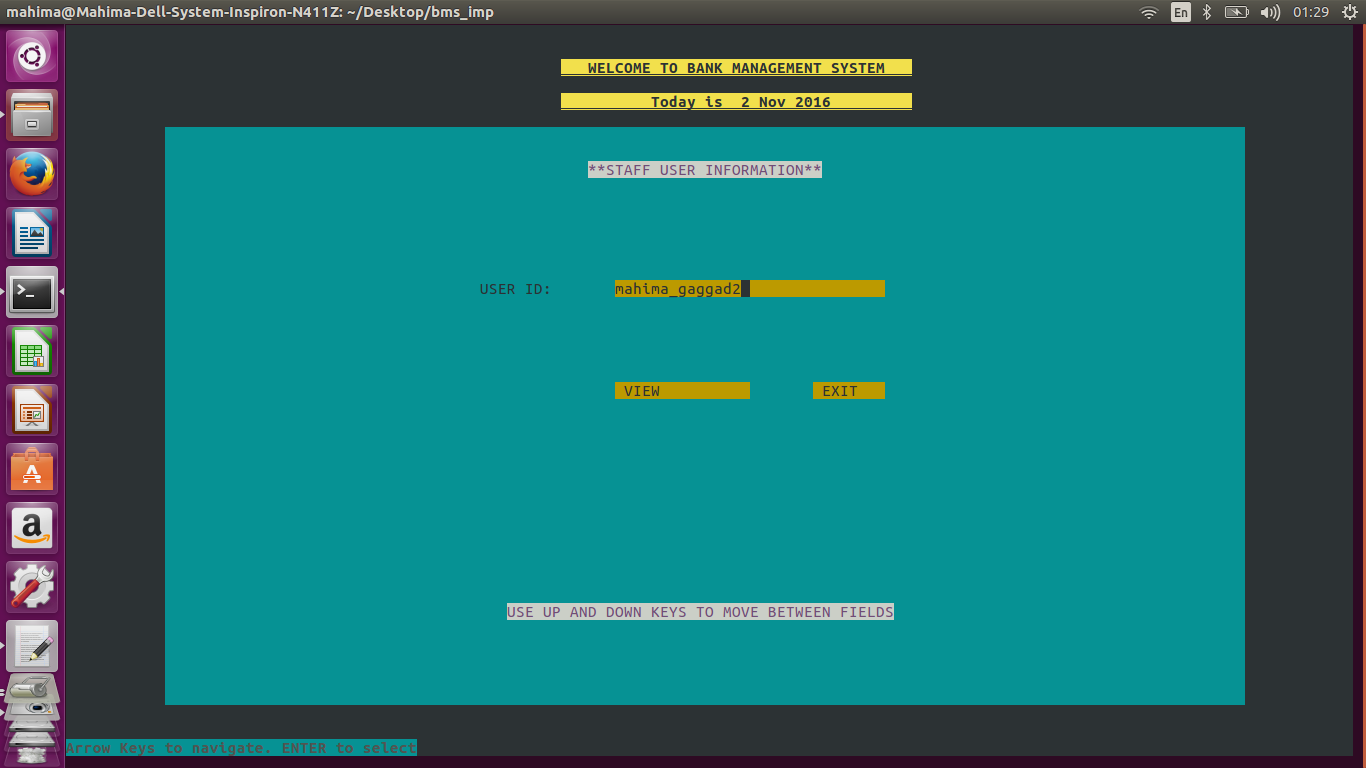 mahima@Mahima-Dell-System-Inspiron-N411Z: ~/Desktop/bms_imp En 01:29
WELCOME TO BANK MANAGEMENT SYSTEM
Today is  2 Nov 2016
**STAFF USER INFORMATION**
USER ID: mahima_gaggad2
VIEW EXIT
USE UP AND DOWN KEYS TO MOVE BETWEEN FIELDS
Arrow Keys to navigate. ENTER to select